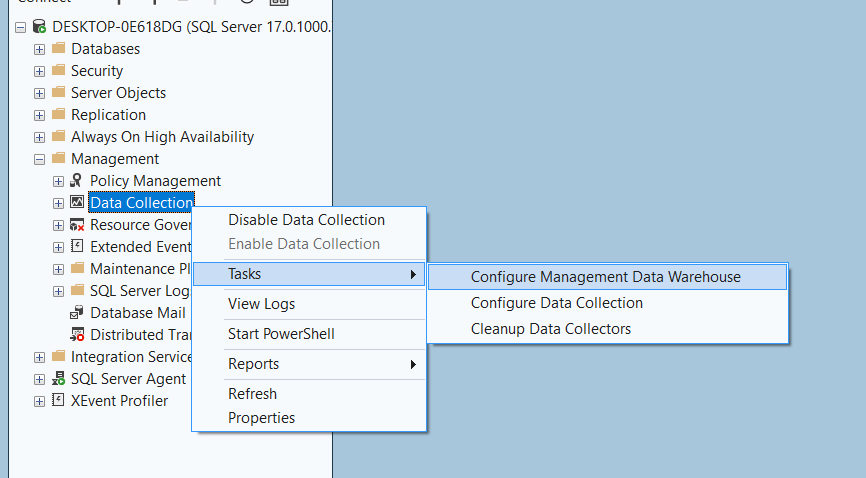 Connect
DESKTOP-0E618DG (SQL Server 17.0.1000.
Databases
Security
Server Objects
Replication
Always On High Availability
Management
Policy Management
Data Collection
Resource Gover
Extended Event
Maintenance Pl
SQL Server Log
Database Mail
Distributed Tra
Integration Service
SQL Server Agent
XEvent Profiler
Disable Data Collection
Enable Data Collection
Tasks
View Logs
Start PowerShell
Reports
Refresh
Properties
Configure Management Data Warehouse
Configure Data Collection
Cleanup Data Collectors